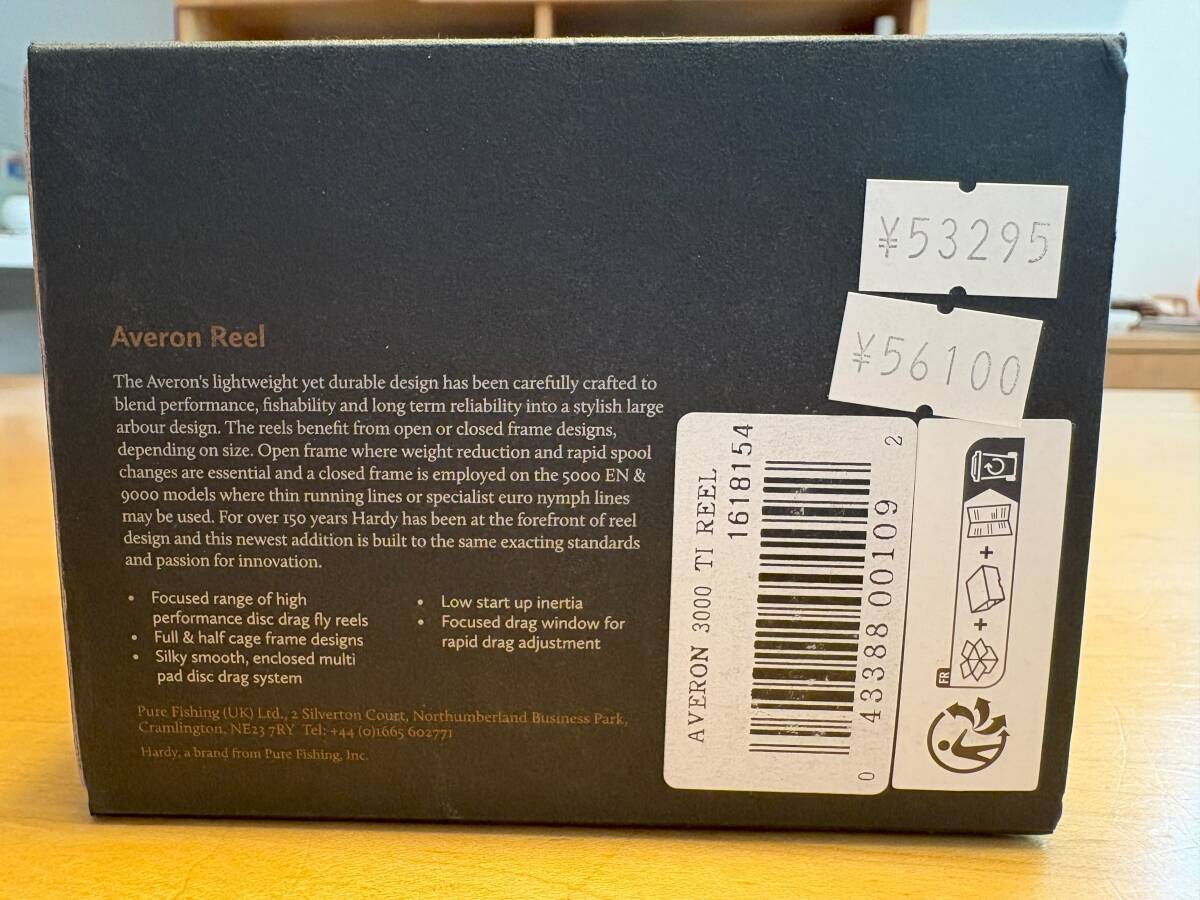 ¥53295
¥56100
Averon Reel
The Averon's lightweight yet durable design has been carefully crafted to
blend performance, fishability and long term reliability into a stylish large
arbour design. The reels benefit from open or closed frame designs,
depending on size. Open frame where weight reduction and rapid spool
changes are essential and a closed frame is employed on the 5000 EN &
9000 models where thin running lines or specialist euro nymph lines
may be used. For over 150 years Hardy has been at the forefront of reel
design and this newest addition is built to the same exacting standards
and passion for innovation.
• Focused range of high
performance disc drag fly reels
• Full & half cage frame designs
• Silky smooth, enclosed multi
pad disc drag system
• Low start up inertia
• Focused drag window for
rapid drag adjustment
Pure Fishing (UK) Ltd., 2 Silverton Court, Northumberland Business Park,
Cramlington, NE23 7RY Tel: +44 (0)1665 602771
Hardy, a brand from Pure Fishing, Inc.
AVERON 3000 TI REEL
1618154
0 43388 00109 2
FR
+
+